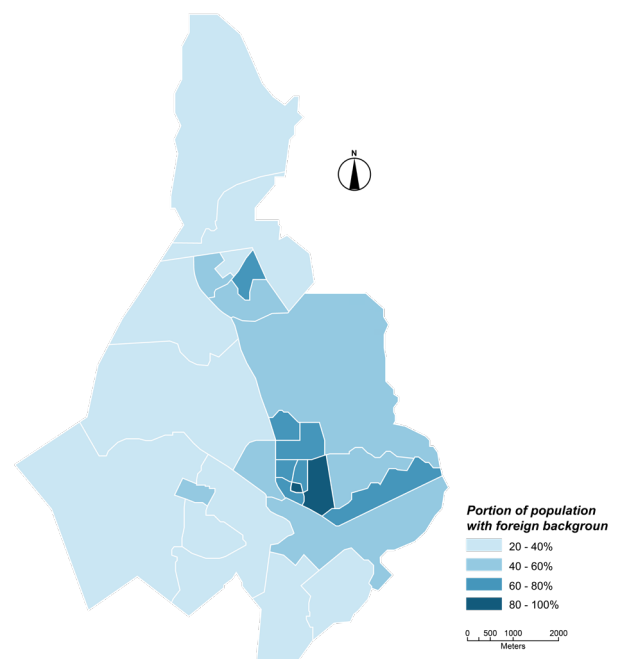 N
Portion of population
with foreign backgroun
20 - 40%
40 - 60%
60 - 80%
80 - 100%
0 500 1000 2000
Meters